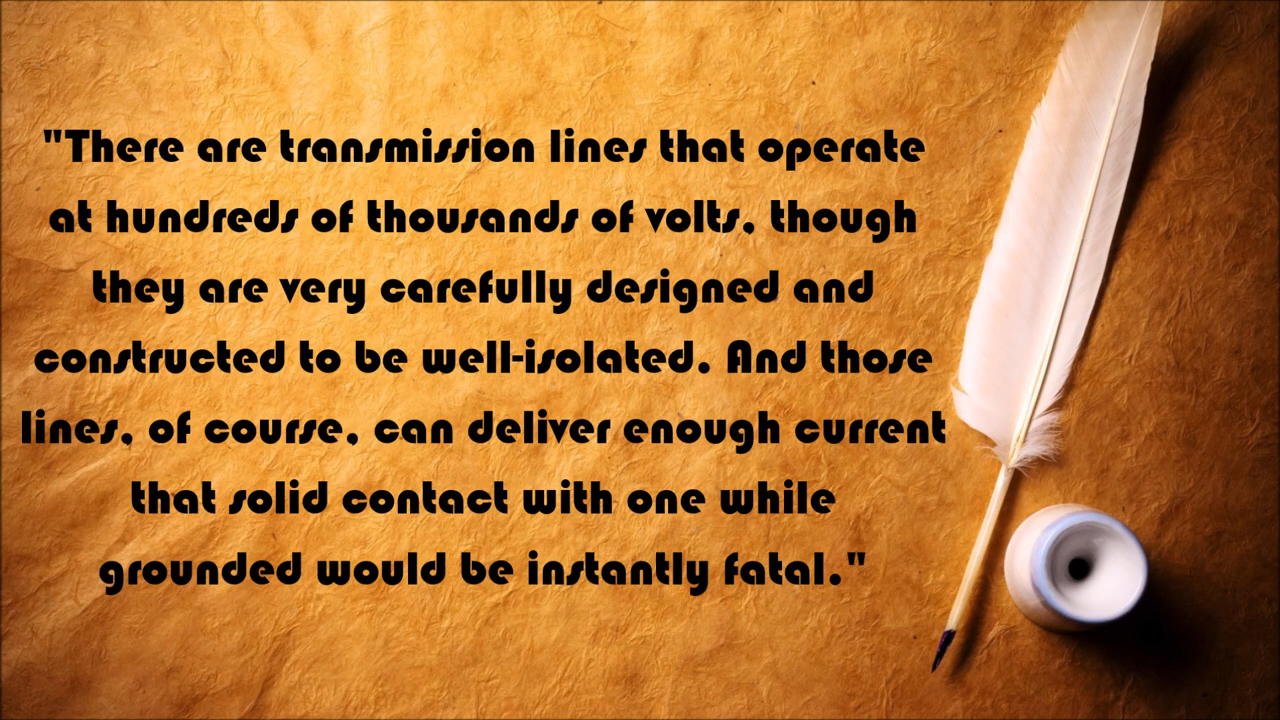 "There are transmission lines that operate
at hundreds of thousands of volts, though
they are very carefully designed and
constructed to be well-isolated. And those
lines, of course, can deliver enough current
that solid contact with one while
grounded would be instantly fatal."